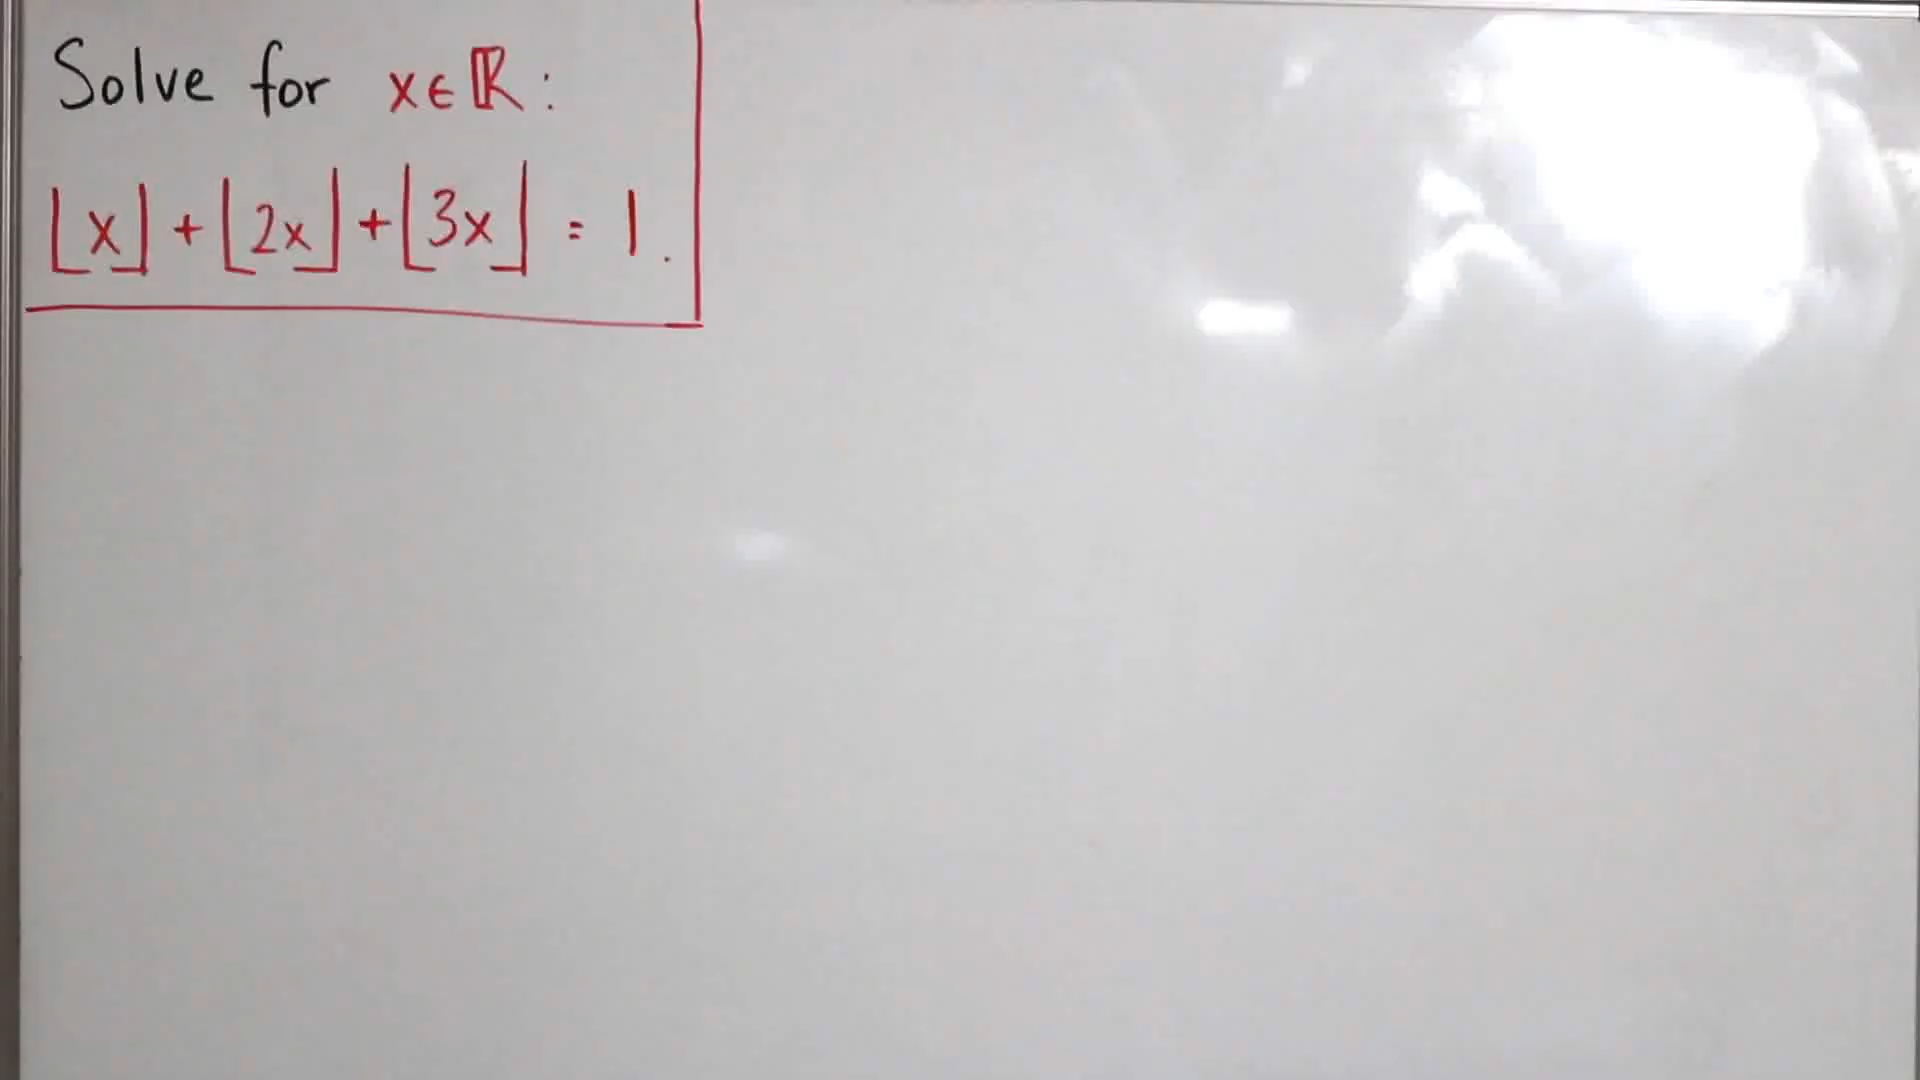 Solve for x∈ℝ:
⌊x⌋ + ⌊2x⌋ + ⌊3x⌋ = 1.